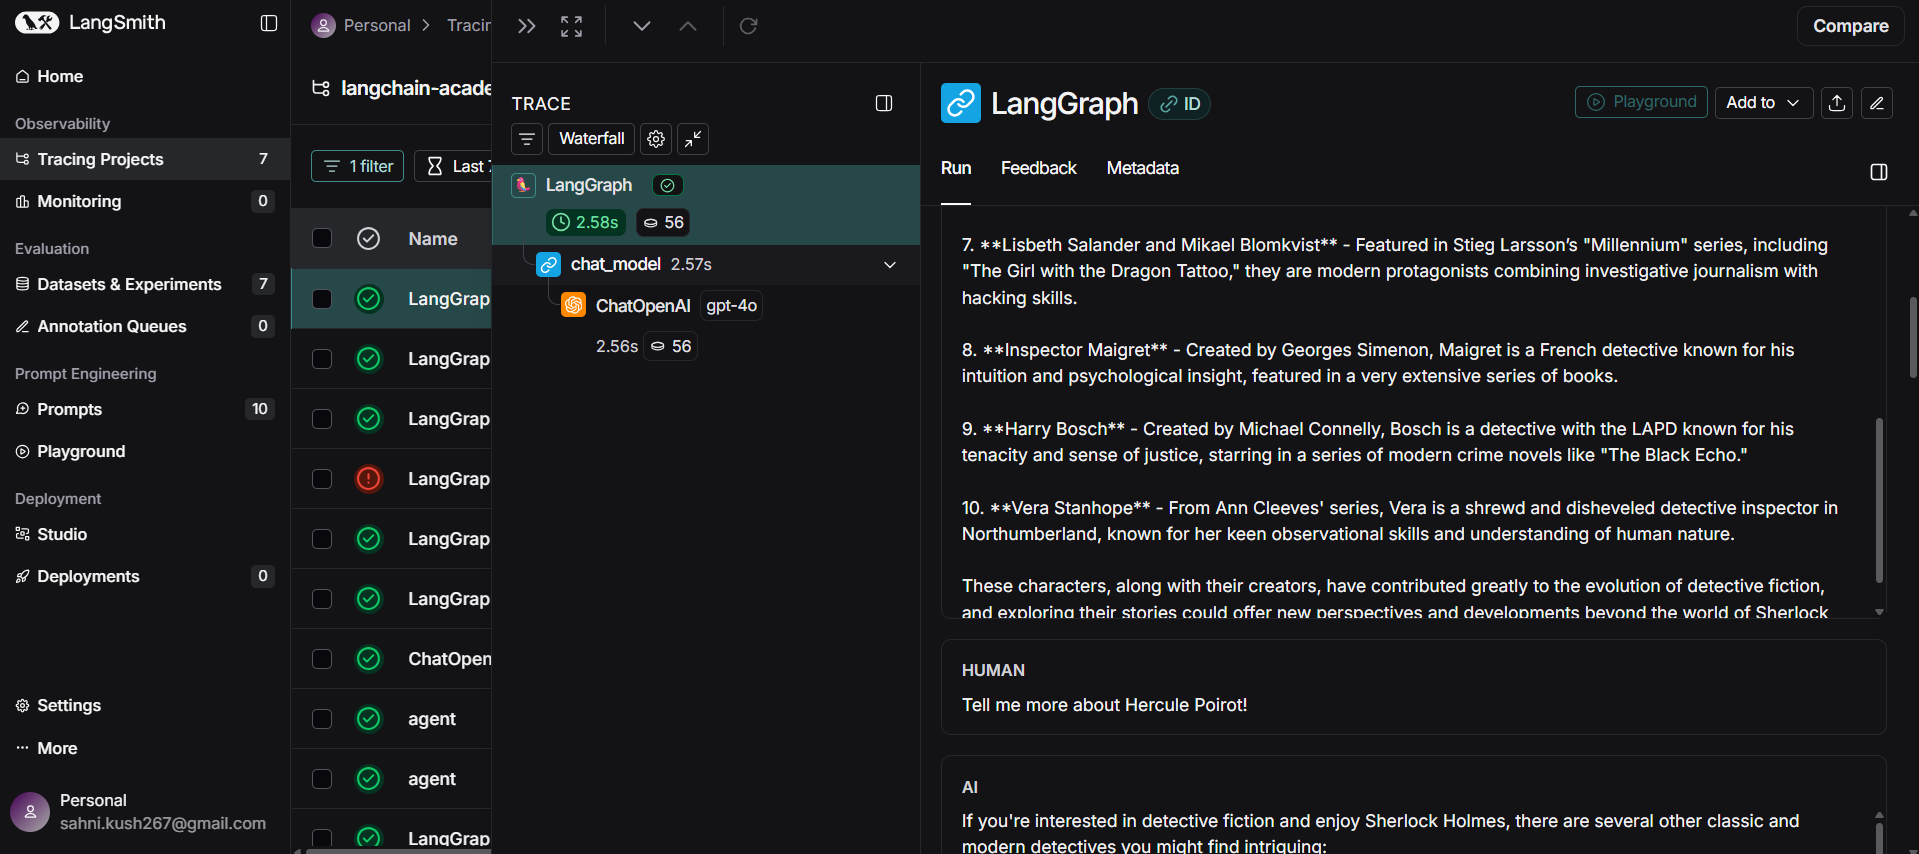 LangSmith
Home
Observability
Tracing Projects 7
Monitoring 0
Evaluation
Datasets & Experiments 7
Annotation Queues 0
Prompt Engineering
Prompts 10
Playground
Deployment
Studio
Deployments 0
Settings
More
Personal
sahni.kush267@gmail.com
Personal > Tracin
langchain-acade
1 filter
Last 7
Name
LangGrap
LangGrap
LangGrap
LangGrap
LangGrap
LangGrap
ChatOpen
agent
agent
LangGrap
Compare
TRACE
Waterfall
LangGraph
2.58s 56
chat_model 2.57s
ChatOpenAI gpt-4o
2.56s 56
LangGraph ID
Playground
Add to
Run Feedback Metadata
7. **Lisbeth Salander and Mikael Blomkvist** - Featured in Stieg Larsson’s "Millennium" series, including
"The Girl with the Dragon Tattoo," they are modern protagonists combining investigative journalism with
hacking skills.
8. **Inspector Maigret** - Created by Georges Simenon, Maigret is a French detective known for his
intuition and psychological insight, featured in a very extensive series of books.
9. **Harry Bosch** - Created by Michael Connelly, Bosch is a detective with the LAPD known for his
tenacity and sense of justice, starring in a series of modern crime novels like "The Black Echo."
10. **Vera Stanhope** - From Ann Cleeves' series, Vera is a shrewd and disheveled detective inspector in
Northumberland, known for her keen observational skills and understanding of human nature.
These characters, along with their creators, have contributed greatly to the evolution of detective fiction,
and exploring their stories could offer new perspectives and developments beyond the world of Sherlock
HUMAN
Tell me more about Hercule Poirot!
AI
If you're interested in detective fiction and enjoy Sherlock Holmes, there are several other classic and
modern detectives you might find intriguing: